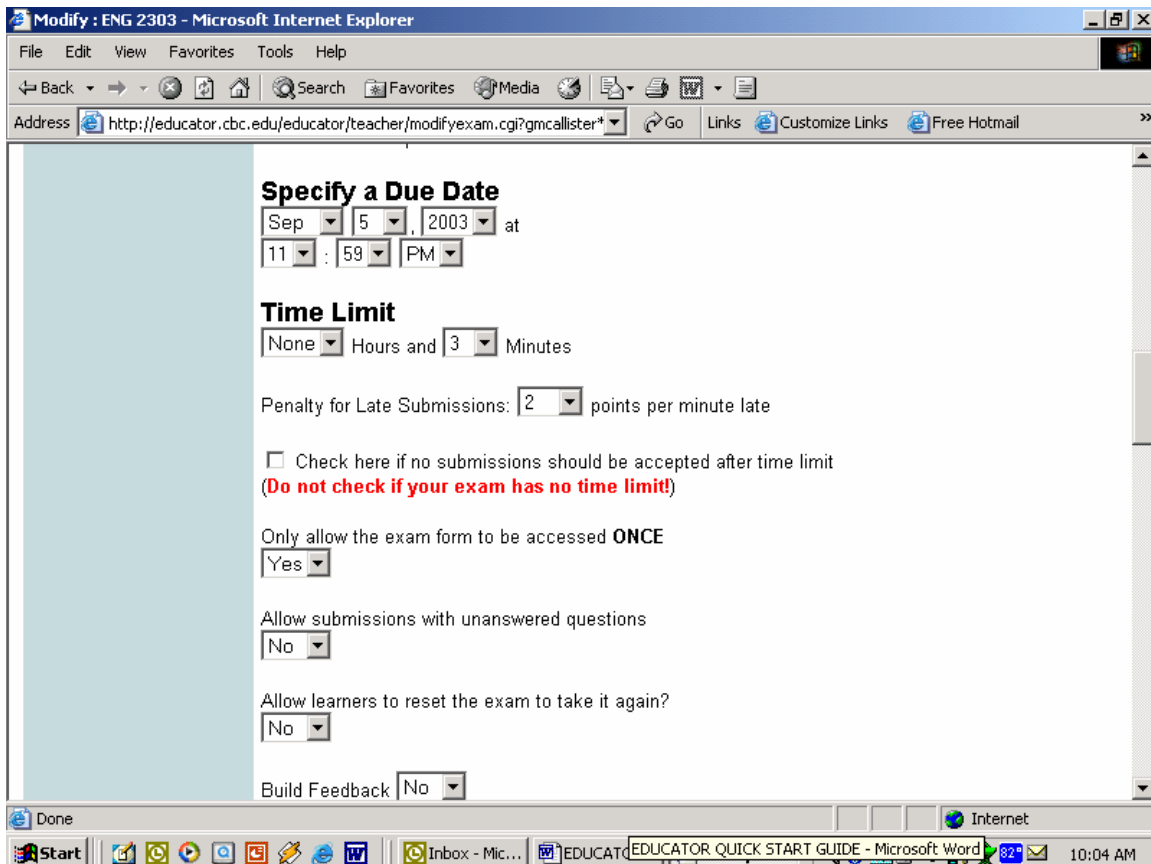 Modify : ENG 2303 - Microsoft Internet Explorer
File Edit View Favorites Tools Help
Back Search Favorites Media
Address http://educator.cbc.edu/educator/teacher/modifyexam.cgi?gmcallister* Go Links Customize Links Free Hotmail »
Specify a Due Date
Sep 5 , 2003 at
11 : 59 PM
Time Limit
None Hours and 3 Minutes
Penalty for Late Submissions: 2 points per minute late
Check here if no submissions should be accepted after time limit
(Do not check if your exam has no time limit!)
Only allow the exam form to be accessed ONCE
Yes
Allow submissions with unanswered questions
No
Allow learners to reset the exam to take it again?
No
Build Feedback No
Done Internet
Start Inbox - Mic... EDUCATO EDUCATOR QUICK START GUIDE - Microsoft Word 82° 10:04 AM